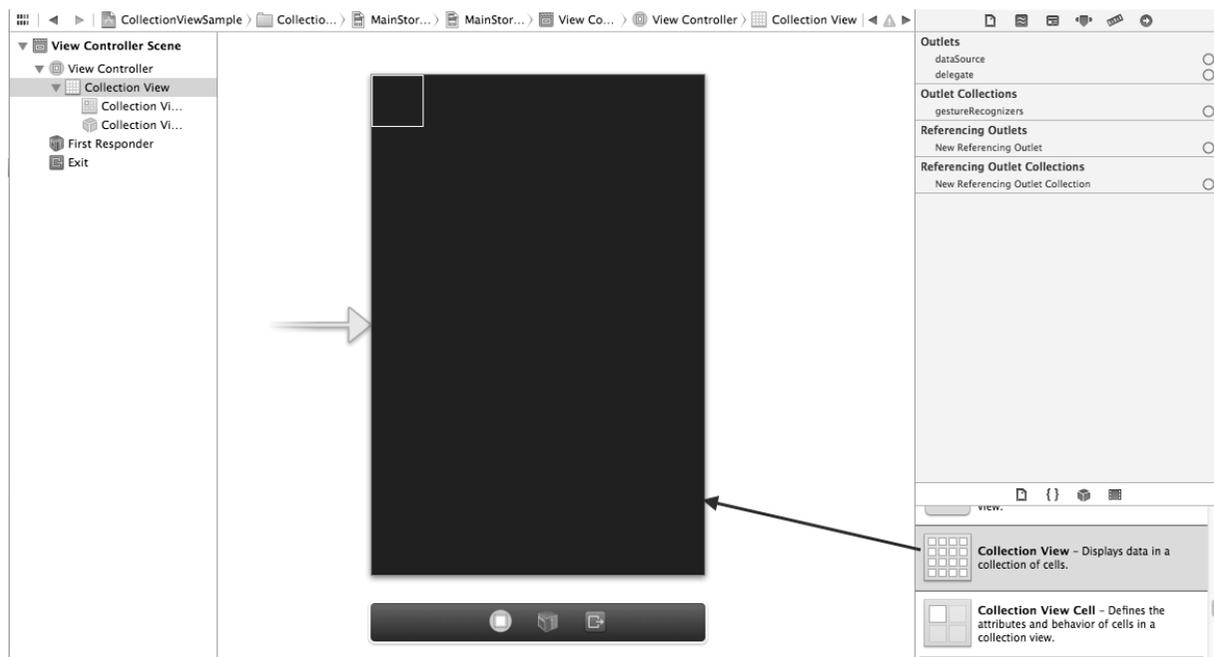 CollectionViewSample
Collectio...
MainStor...
MainStor...
View Co...
View Controller
Collection View
View Controller Scene
View Controller
Collection View
Collection Vi...
Collection Vi...
First Responder
Exit
Outlets
dataSource
delegate
Outlet Collections
gestureRecognizers
Referencing Outlets
New Referencing Outlet
Referencing Outlet Collections
New Referencing Outlet Collection
{ }
view.
Collection View – Displays data in a
collection of cells.
Collection View Cell – Defines the
attributes and behavior of cells in a
collection view.